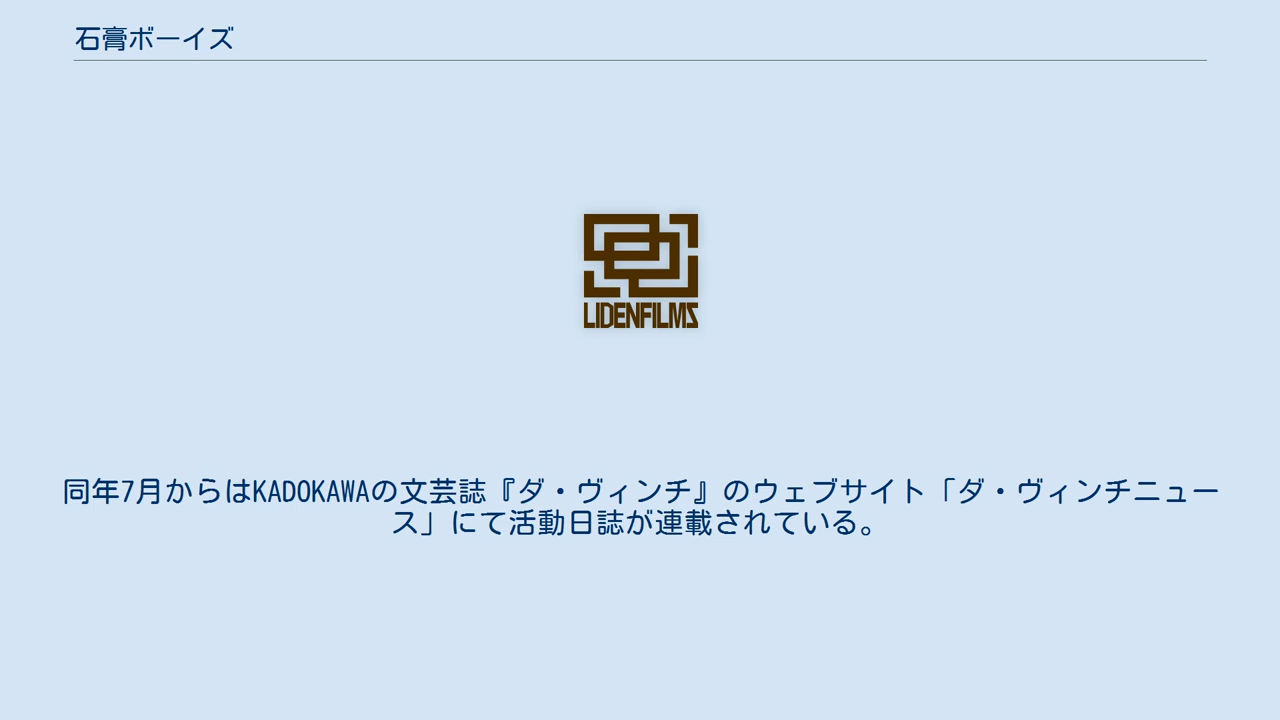 石膏ボーイズ
LIDENFILMS
同年7月からはKADOKAWAの文芸誌『ダ・ヴィンチ』のウェブサイト「ダ・ヴィンチニュー
ス」にて活動日誌が連載されている。